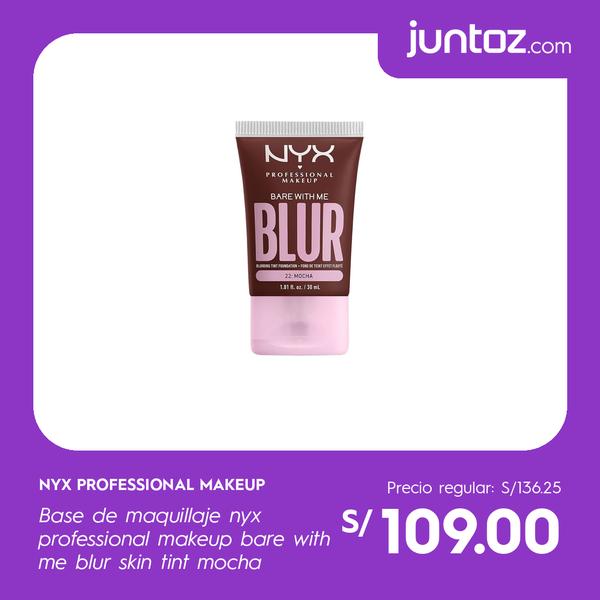 juntoz.com
NYX
PROFESSIONAL
MAKEUP
BARE WITH ME
BLUR
BLURRING TINT FOUNDATION • FOND DE TEINT EFFET FLOUTÉ
22: MOCHA
1.01 fl. oz. / 30 mL
NYX PROFESSIONAL MAKEUP
Base de maquillaje nyx
professional makeup bare with
me blur skin tint mocha
Precio regular: S/136.25
S/ 109.00